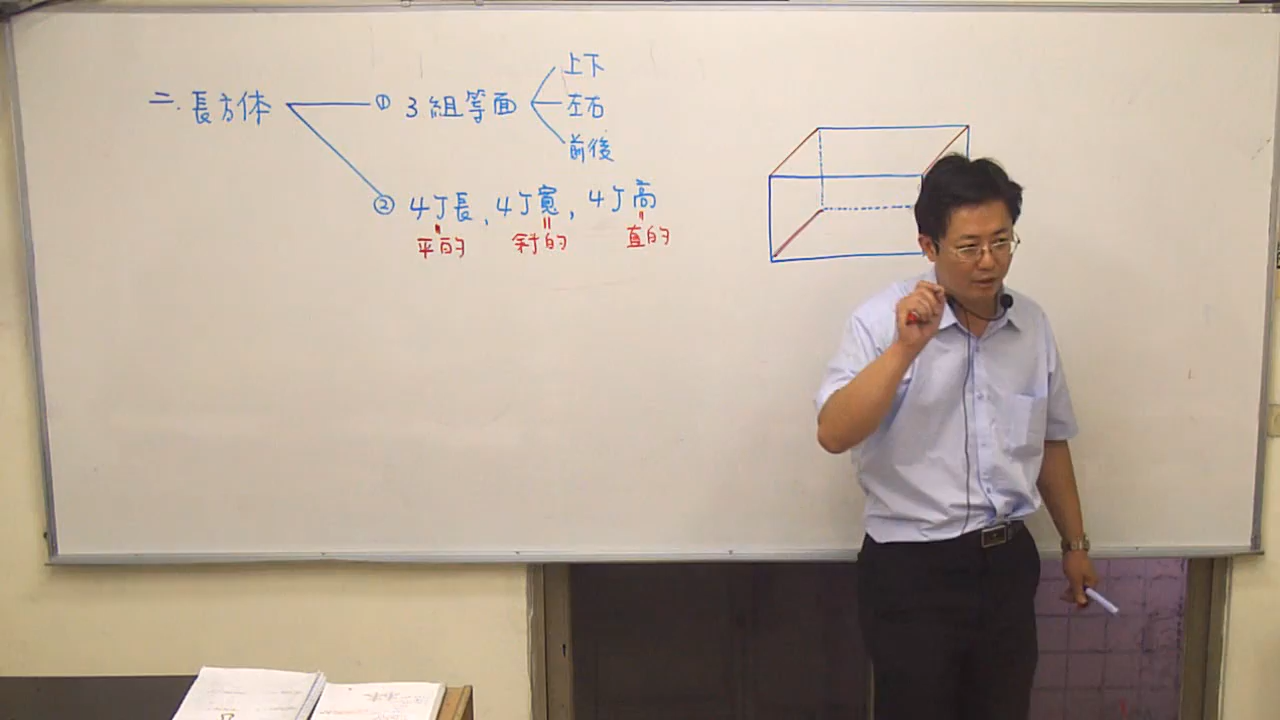 二.長方体
① 3組等面
上下
左右
前後
② 4丁長,4丁寬,4丁高
平的 斜的 直的